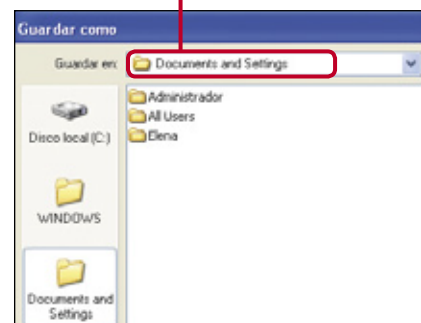 Guardar como
Guardar en: Documents and Settings
Administrador
All Users
Elena
Disco local (C:)
WINDOWS
Documents and
Settings